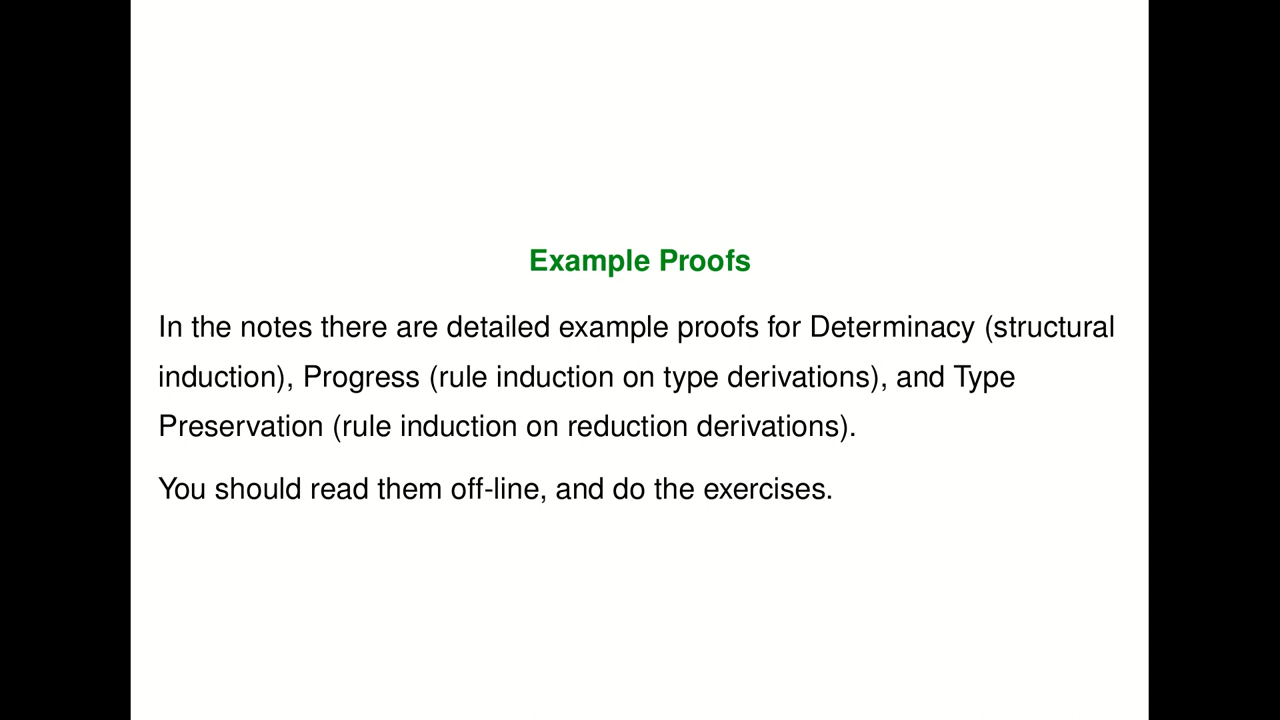 Example Proofs
In the notes there are detailed example proofs for Determinacy (structural
induction), Progress (rule induction on type derivations), and Type
Preservation (rule induction on reduction derivations).
You should read them off-line, and do the exercises.